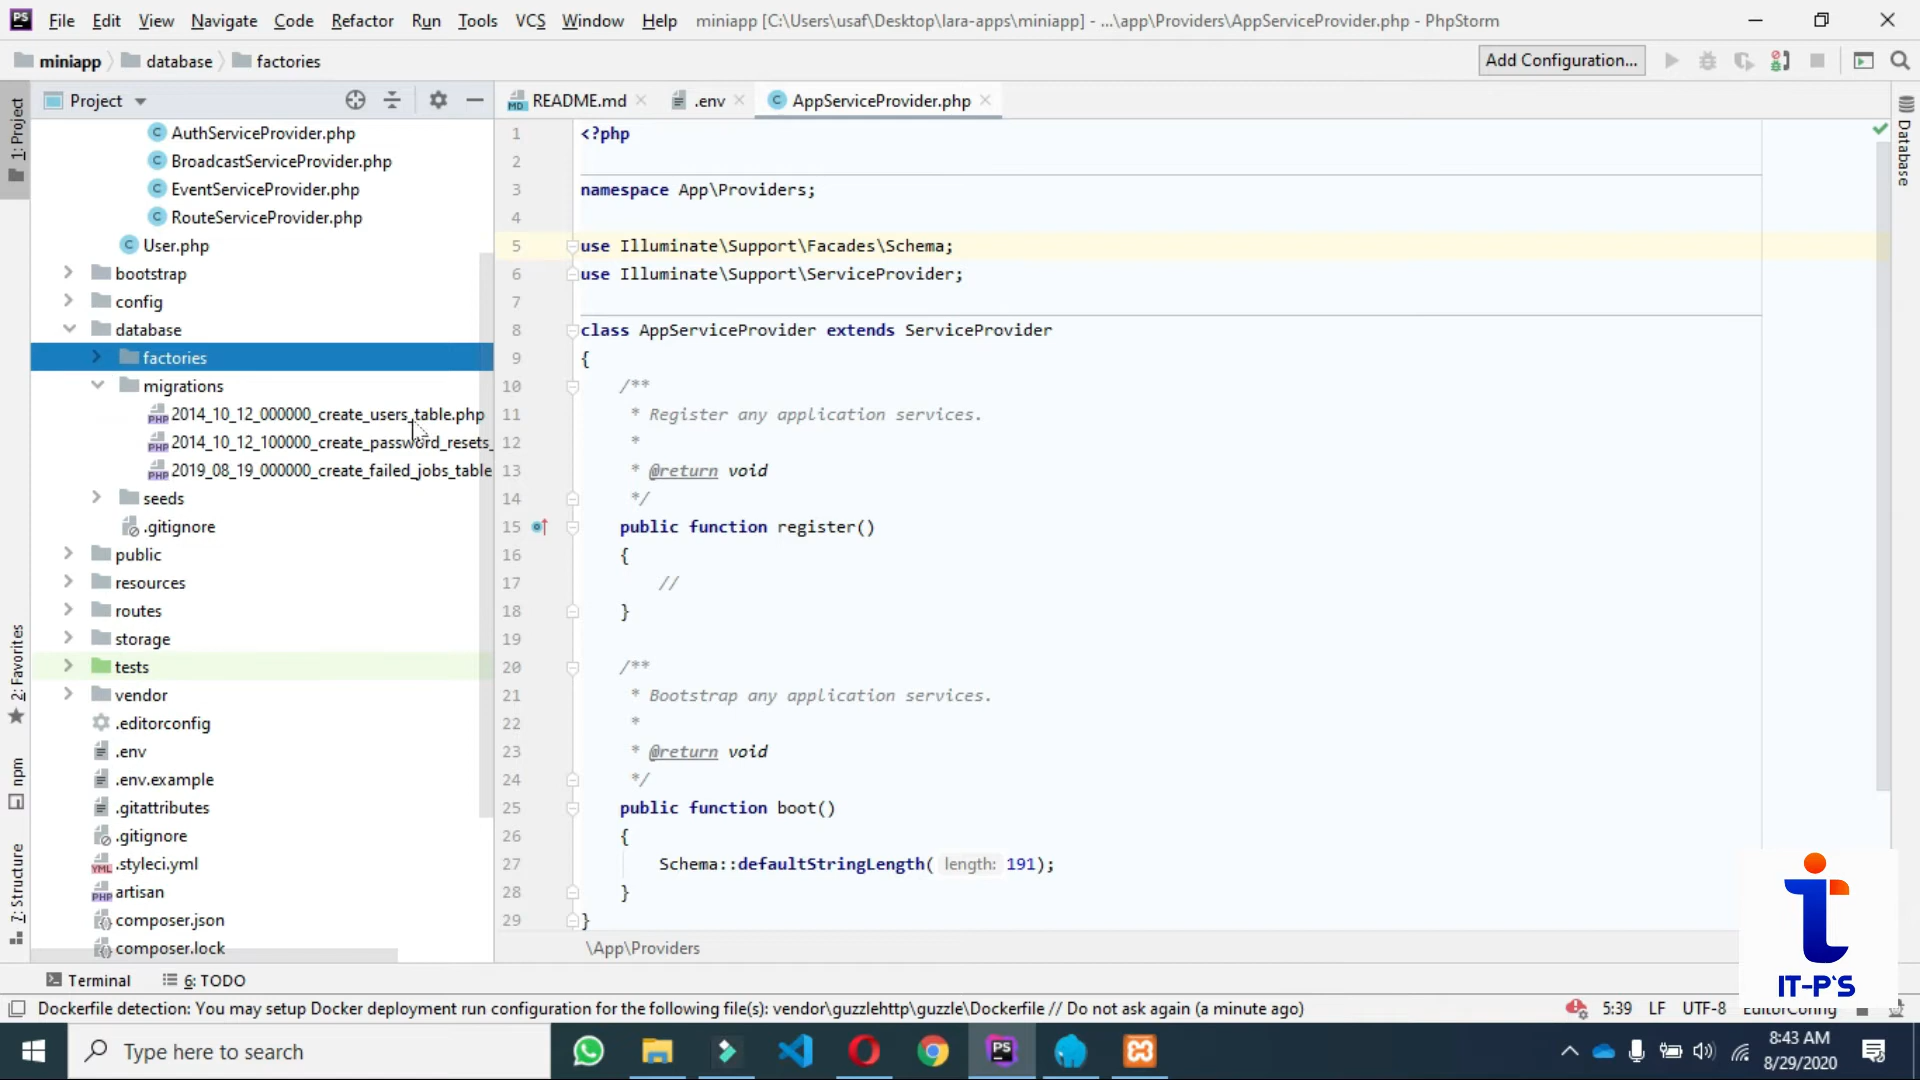 PS File Edit View Navigate Code Refactor Run Tools VCS Window Help miniapp [C:\Users\usaf\Desktop\lara-apps\miniapp] - ...\app\Providers\AppServiceProvider.php - PhpStorm
miniapp database factories Add Configuration...
1: Project
Project
README.md .env AppServiceProvider.php
AuthServiceProvider.php
BroadcastServiceProvider.php
EventServiceProvider.php
RouteServiceProvider.php
User.php
bootstrap
config
database
factories
migrations
2014_10_12_000000_create_users_table.php
2014_10_12_100000_create_password_resets_
2019_08_19_000000_create_failed_jobs_table
seeds
.gitignore
public
resources
routes
storage
tests
vendor
.editorconfig
.env
.env.example
.gitattributes
.gitignore
.styleci.yml
artisan
composer.json
composer.lock
2: Favorites
npm
7: Structure
1 <?php
2
3 namespace App\Providers;
4
5 use Illuminate\Support\Facades\Schema;
6 use Illuminate\Support\ServiceProvider;
7
8 class AppServiceProvider extends ServiceProvider
9 {
10 /**
11 * Register any application services.
12 *
13 * @return void
14 */
15 public function register()
16 {
17 //
18 }
19
20 /**
21 * Bootstrap any application services.
22 *
23 * @return void
24 */
25 public function boot()
26 {
27 Schema::defaultStringLength( length: 191);
28 }
29 }
\App\Providers
Database
IT-P'S
Terminal 6: TODO
Dockerfile detection: You may setup Docker deployment run configuration for the following file(s): vendor\guzzlehttp\guzzle\Dockerfile // Do not ask again (a minute ago) 5:39 LF UTF-8 EditorConfig
Type here to search
8:43 AM
8/29/2020